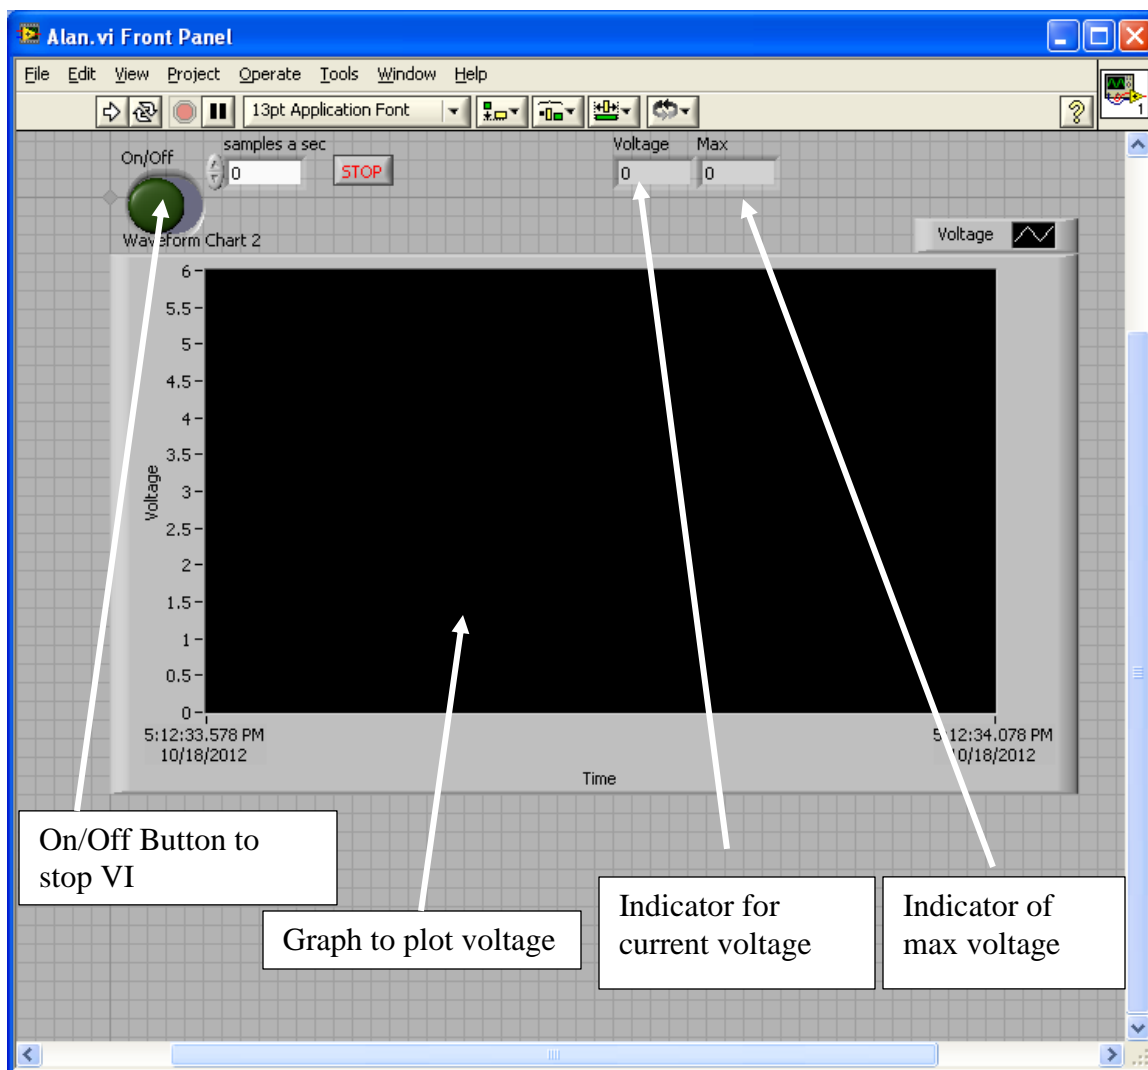 Alan.vi Front Panel
File Edit View Project Operate Tools Window Help
13pt Application Font
1
On/Off
samples a sec
0
STOP
Voltage
0
Max
0
Waveform Chart 2
Voltage
6
5.5
5
4.5
4
3.5
3
2.5
2
1.5
1
0.5
0
Voltage
5:12:33.578 PM
10/18/2012
5:12:34.078 PM
10/18/2012
Time
On/Off Button to
stop VI
Graph to plot voltage
Indicator for
current voltage
Indicator of
max voltage